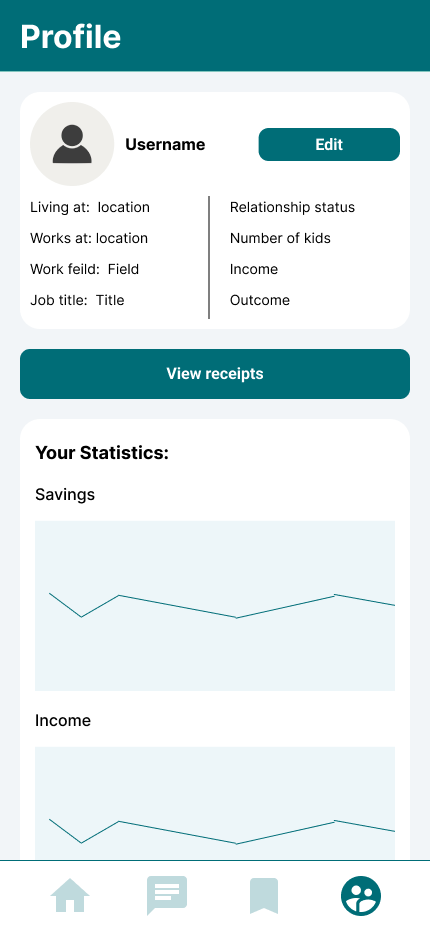 Profile
Username
Edit
Living at:  location
Works at: location
Work feild:  Field
Job title:  Title
Relationship status
Number of kids
Income
Outcome
View receipts
Your Statistics:
Savings
Income